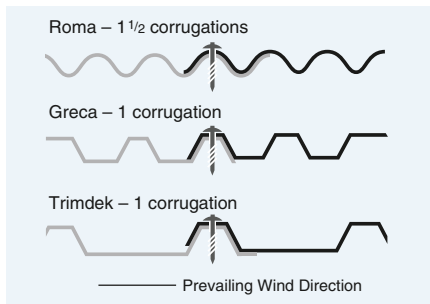 Roma – 1 1/2 corrugations
Greca – 1 corrugation
Trimdek – 1 corrugation
Prevailing Wind Direction